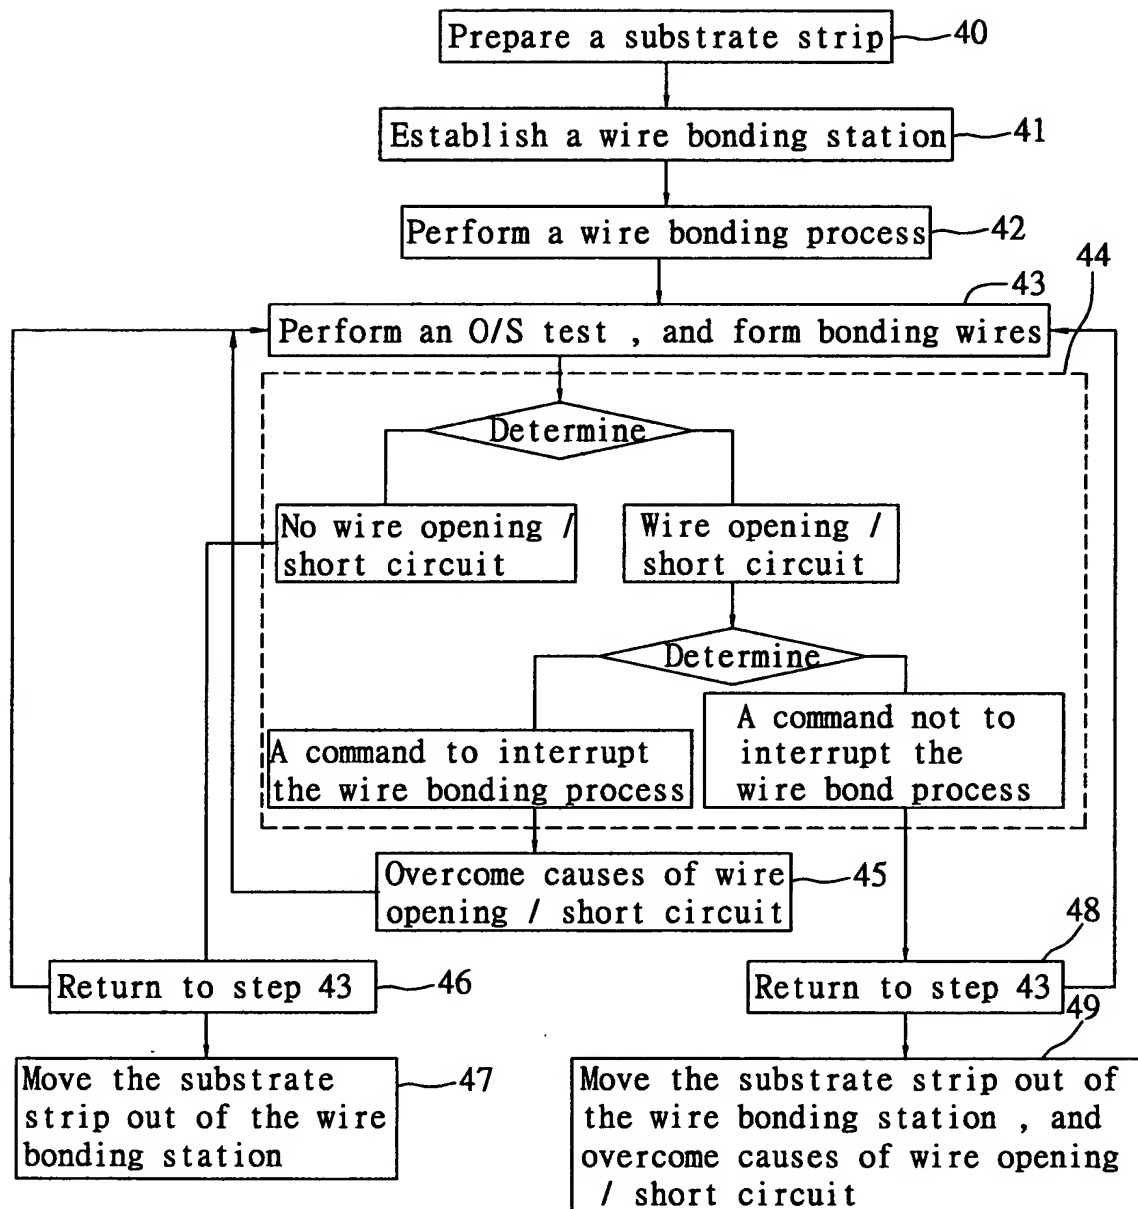 Prepare a substrate strip
40
Establish a wire bonding station
41
Perform a wire bonding process
42
44
43
Perform an O/S test , and form bonding wires
Determine
No wire opening /
short circuit
Wire opening /
short circuit
Determine
A command to interrupt
the wire bonding process
A command not to
interrupt the
wire bond process
Overcome causes of wire
opening / short circuit
45
48
Return to step 43
46
Return to step 43
49
Move the substrate
strip out of the wire
bonding station
47
Move the substrate strip out of
the wire bonding station , and
overcome causes of wire opening
/ short circuit